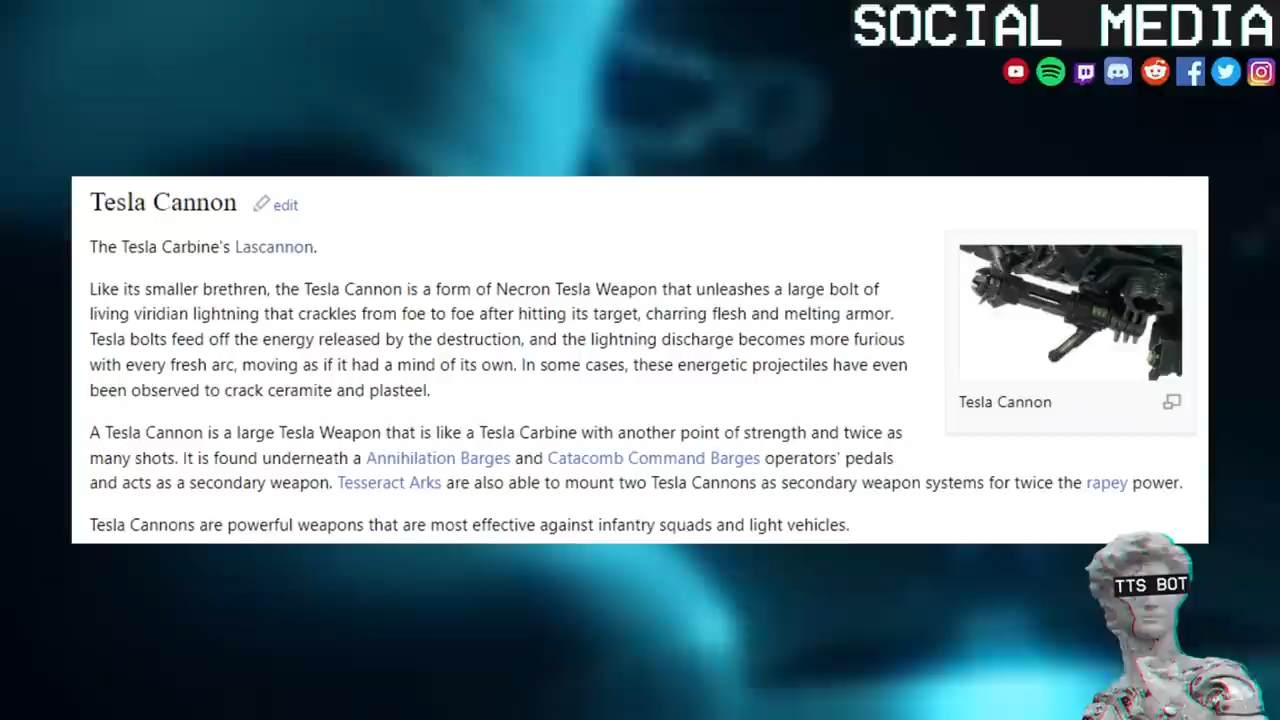 SOCIAL MEDIA
Tesla Cannon edit
The Tesla Carbine's Lascannon.
Like its smaller brethren, the Tesla Cannon is a form of Necron Tesla Weapon that unleashes a large bolt of
living viridian lightning that crackles from foe to foe after hitting its target, charring flesh and melting armor.
Tesla bolts feed off the energy released by the destruction, and the lightning discharge becomes more furious
with every fresh arc, moving as if it had a mind of its own. In some cases, these energetic projectiles have even
been observed to crack ceramite and plasteel.
Tesla Cannon
A Tesla Cannon is a large Tesla Weapon that is like a Tesla Carbine with another point of strength and twice as
many shots. It is found underneath a Annihilation Barges and Catacomb Command Barges operators' pedals
and acts as a secondary weapon. Tesseract Arks are also able to mount two Tesla Cannons as secondary weapon systems for twice the rapey power.
Tesla Cannons are powerful weapons that are most effective against infantry squads and light vehicles.
TTS BOT